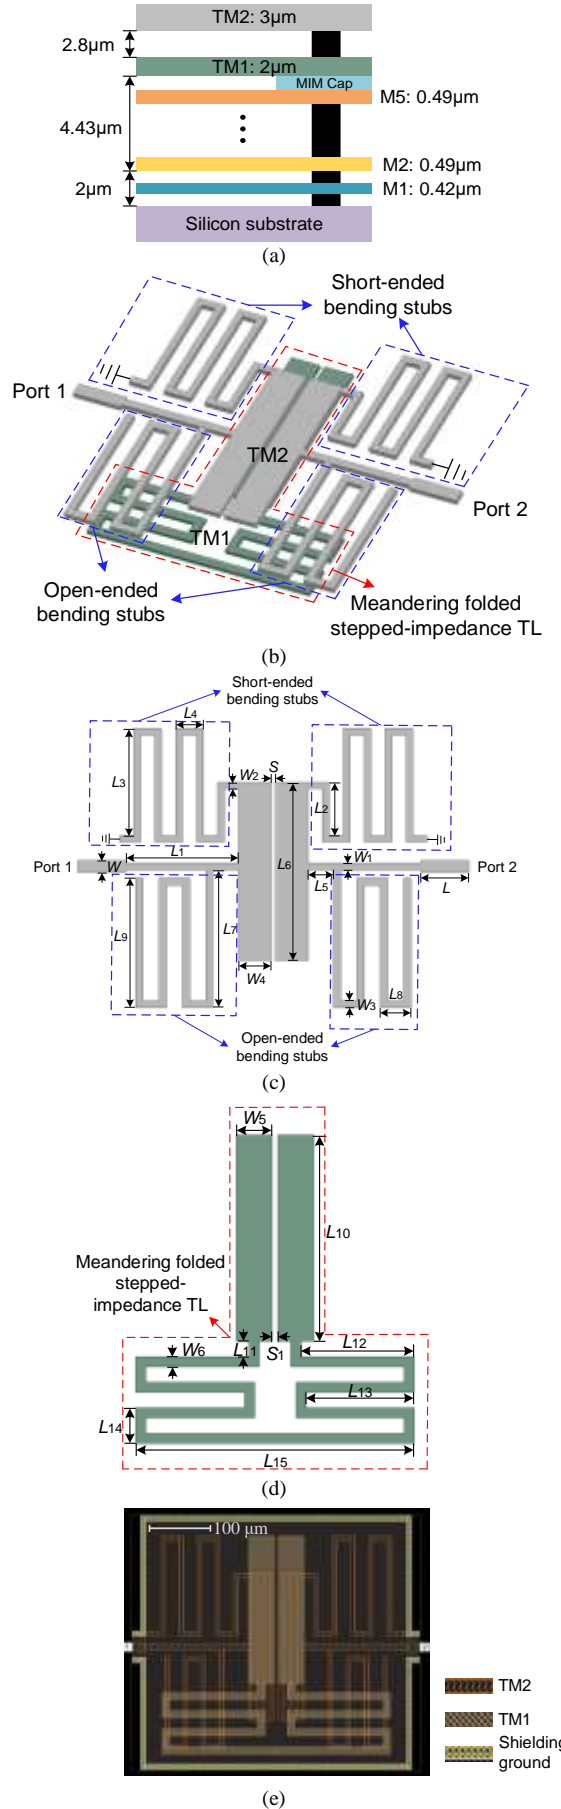 TM2: 3μm
2.8μm
TM1: 2μm
MIM Cap
M5: 0.49μm
4.43μm
M2: 0.49μm
2μm
M1: 0.42μm
Silicon substrate
(a)
Short-ended
bending stubs
Port 1
TM2
Port 2
TM1
Open-ended
bending stubs
Meandering folded
stepped-impedance TL
(b)
Short-ended
bending stubs
L4
S
W2
L3
L2
L1
L6
W1
Port 1
W
Port 2
L5
L
L9
L7
W4
W3
L8
Open-ended
bending stubs
(c)
W5
L10
Meandering folded
stepped-
impedance TL
L11
S1
L12
W6
L13
L14
L15
(d)
100 μm
TM2
TM1
Shielding
ground
(e)